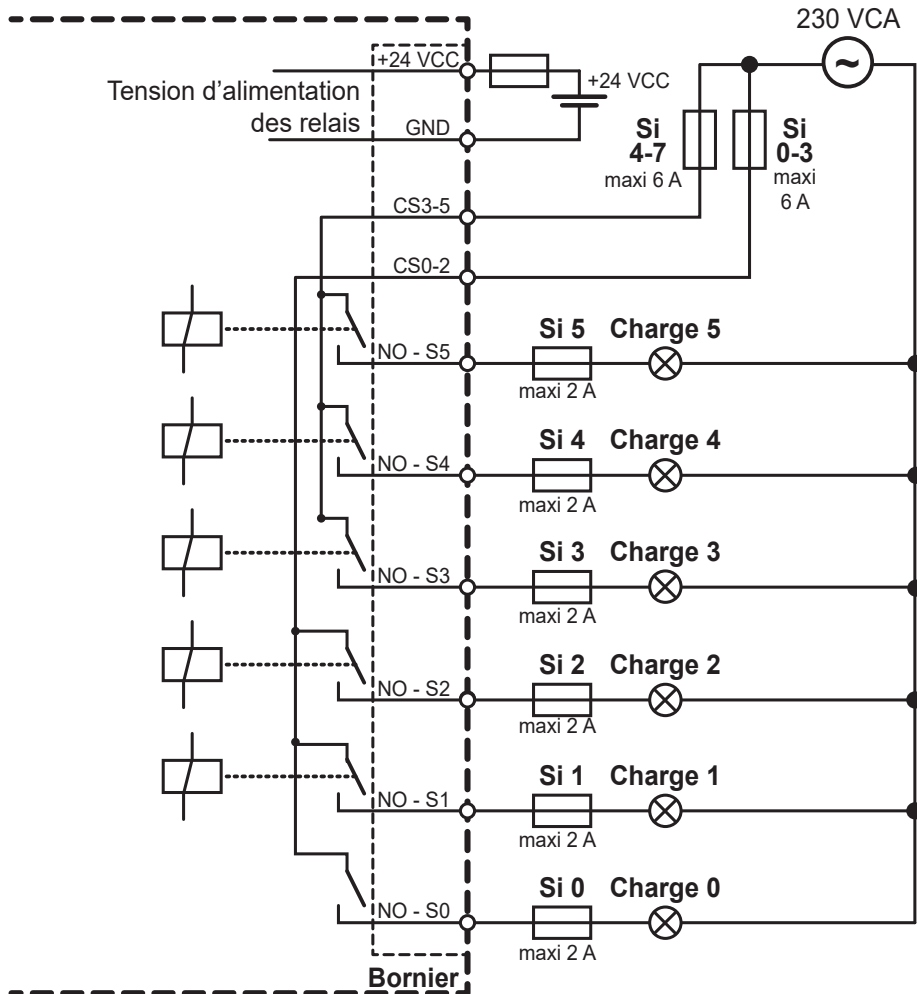 230 VCA
+24 VCC
+24 VCC
Tension d'alimentation
des relais
GND
Si
4-7
maxi 6 A
Si
0-3
maxi
6 A
CS3-5
CS0-2
Si 5 Charge 5
NO - S5
maxi 2 A
Si 4 Charge 4
NO - S4
maxi 2 A
Si 3 Charge 3
NO - S3
maxi 2 A
Si 2 Charge 2
NO - S2
maxi 2 A
Si 1 Charge 1
NO - S1
maxi 2 A
Si 0 Charge 0
NO - S0
maxi 2 A
Bornier